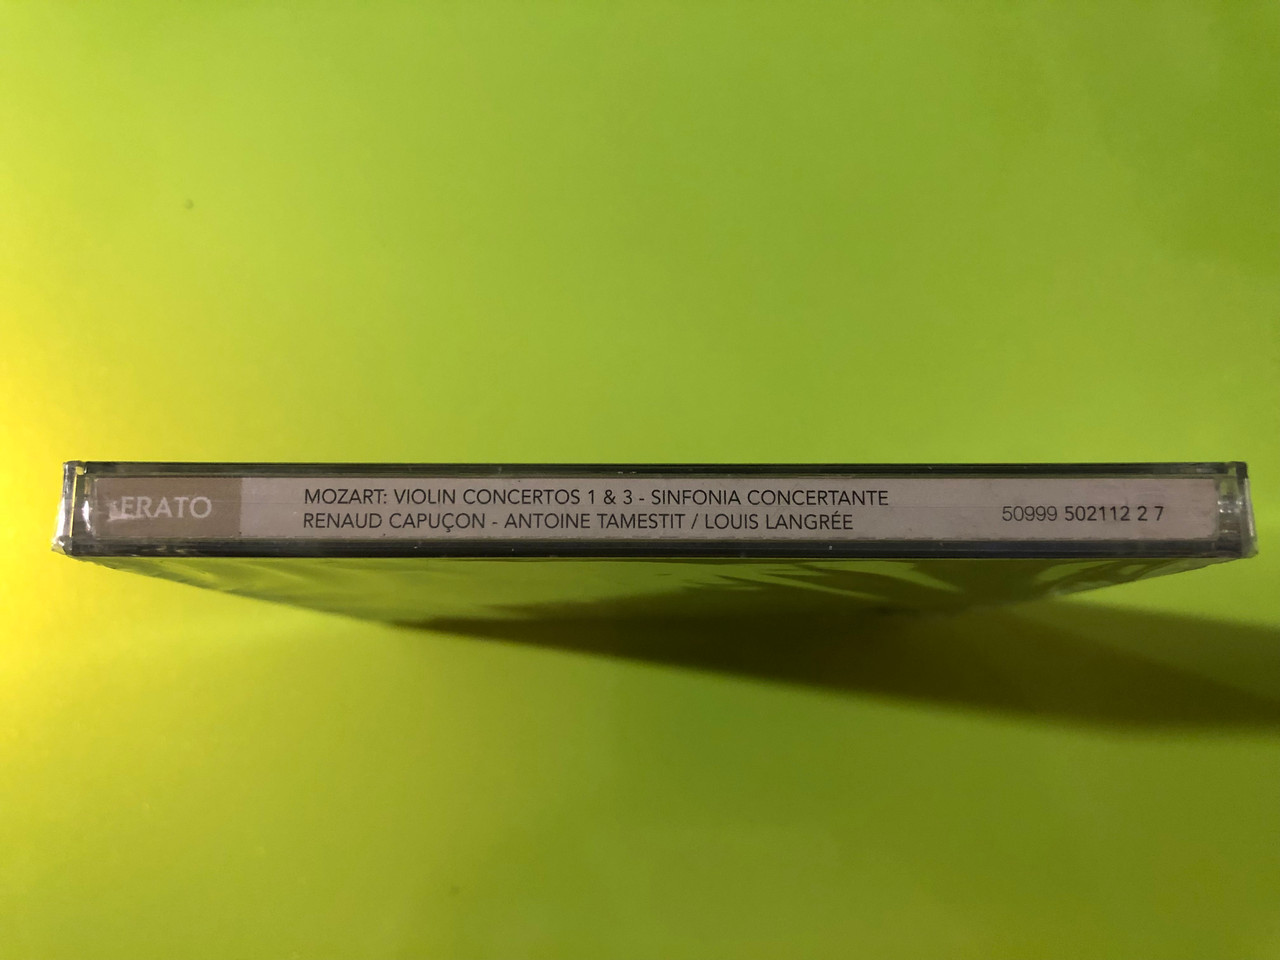 ERATO
MOZART: VIOLIN CONCERTOS 1 & 3 - SINFONIA CONCERTANTE
RENAUD CAPUÇON - ANTOINE TAMESTIT / LOUIS LANGRÉE
50999 502112 2 7